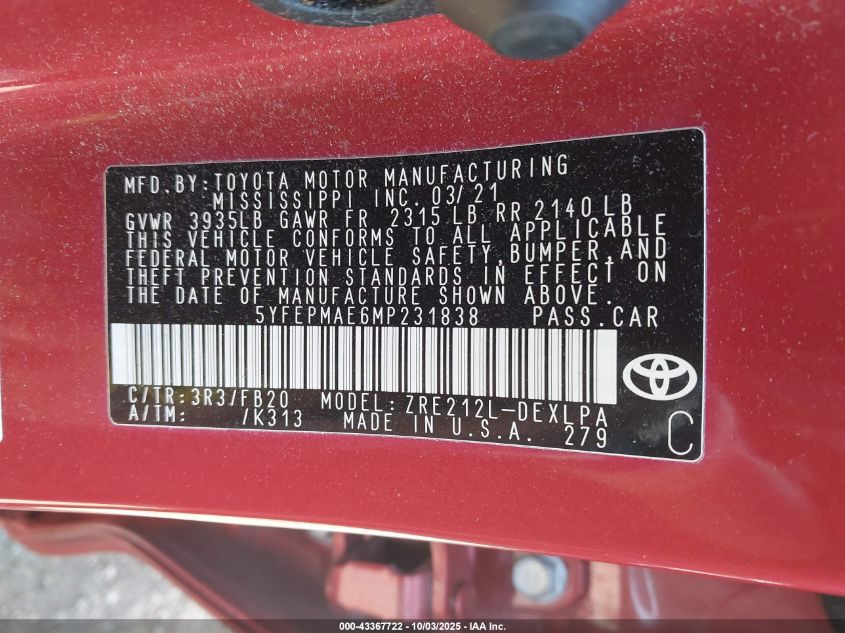 MFD.BY:TOYOTA MOTOR MANUFACTURING
MISSISSIPPI INC. 03/21
GVWR 3935LB GAWR FR 2315LB RR 2140LB
THIS VEHICLE CONFORMS TO ALL APPLICABLE
FEDERAL MOTOR VEHICLE SAFETY,BUMPER,AND
THEFT PREVENTION STANDARDS IN EFFECT ON
THE DATE OF MANUFACTURE SHOWN ABOVE.
5YFEPMAE6MP231838 PASS.CAR
C/TR:3R3/FB20 MODEL:ZRE212L-DEXLPA
A/TM: /K313 MADE IN U.S.A. 279
C
000-43367722 - 10/03/2025 - © IAA Inc.